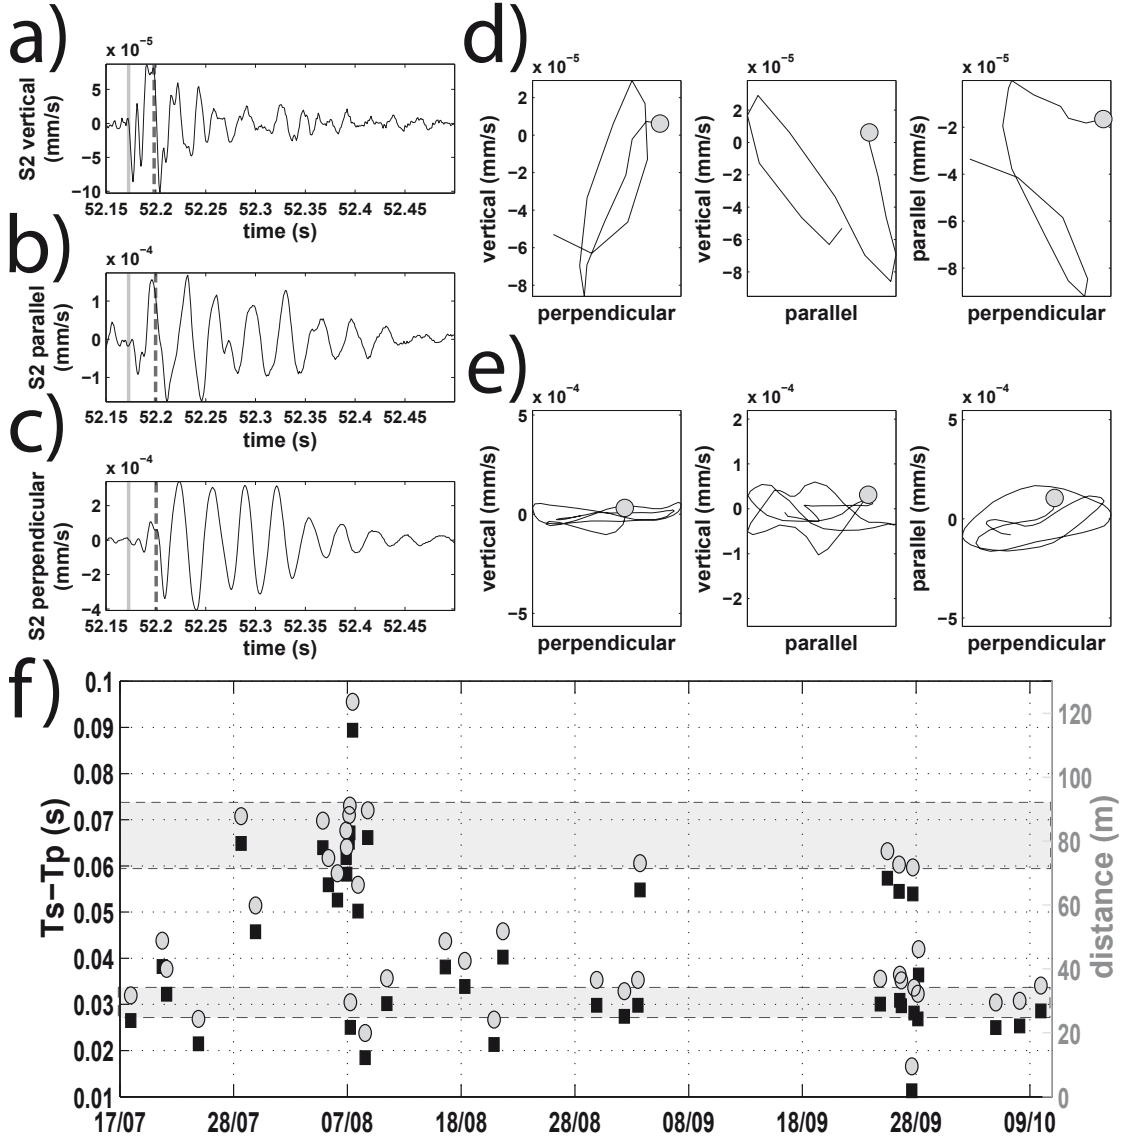 a)
x 10⁻⁵
S2 vertical
(mm/s)
5
0
−5
−10
52.15 52.2 52.25 52.3 52.35 52.4 52.45
time (s)
b)
x 10⁻⁴
S2 parallel
(mm/s)
1
0
−1
52.15 52.2 52.25 52.3 52.35 52.4 52.45
time (s)
c)
x 10⁻⁴
S2 perpendicular
(mm/s)
2
0
−2
−4
52.15 52.2 52.25 52.3 52.35 52.4 52.45
time (s)
d)
x 10⁻⁵
vertical (mm/s)
2
0
−2
−4
−6
−8
perpendicular
x 10⁻⁵
vertical (mm/s)
2
0
−2
−4
−6
−8
parallel
x 10⁻⁵
parallel (mm/s)
−2
−4
−6
−8
perpendicular
e)
x 10⁻⁴
vertical (mm/s)
5
0
−5
perpendicular
x 10⁻⁴
vertical (mm/s)
2
1
0
−1
−2
parallel
x 10⁻⁴
parallel (mm/s)
5
0
−5
perpendicular
f)
Ts−Tp (s)
0.1
0.09
0.08
0.07
0.06
0.05
0.04
0.03
0.02
0.01
17/07 28/07 07/08 18/08 28/08 08/09 18/09 28/09 09/10
120
100
80
60
40
20
0
distance (m)